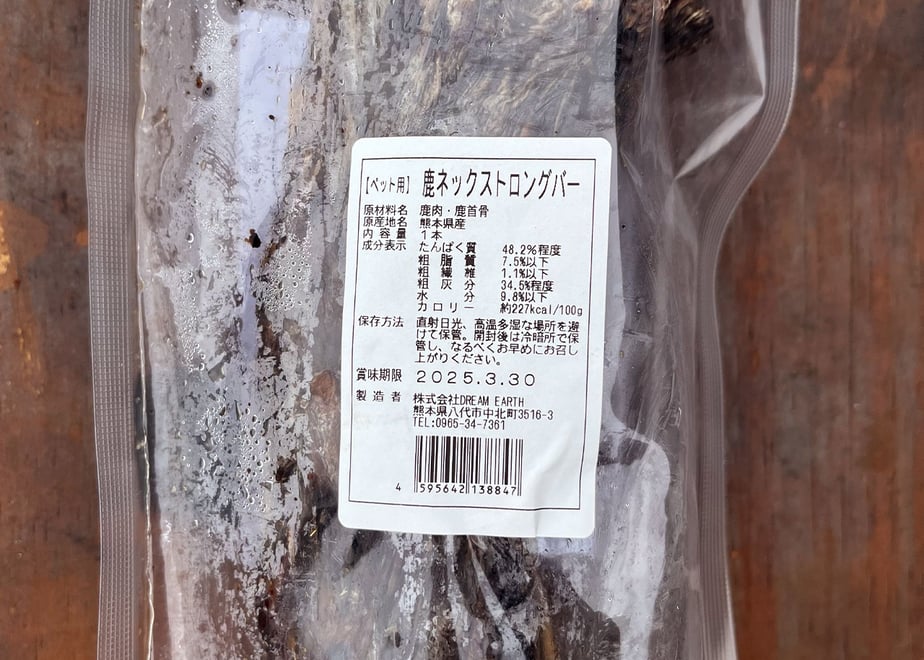 【ペット用】 鹿ネックストロングバー
原材料名 鹿肉・鹿首骨
原産地名 熊本県産
内容量 1本
成分表示 たんぱく質 48.2%程度
粗脂質 7.5%以下
粗繊維 1.1%以下
粗灰分 34.5%程度
水分 9.8%以下
カロリー 約227kcal/100g
保存方法 直射日光、高温多湿な場所を避
けて保管。開封後は冷暗所で保
管し、なるべくお早めにお召し
上がりください。
賞味期限 2025.3.30
製造者 株式会社DREAM EARTH
熊本県八代市中北町3516-3
TEL:0965-34-7361
4 595642 138847